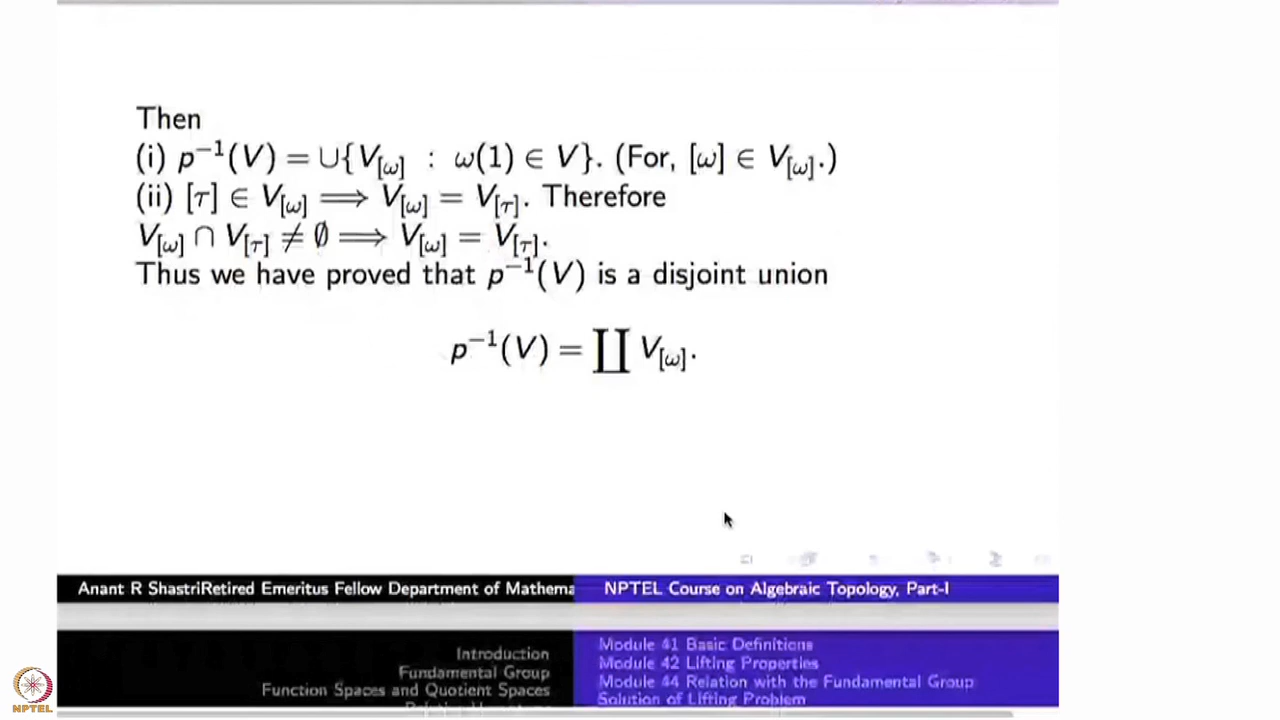 Then
(i) p⁻¹(V) = ∪{V_[ω] : ω(1) ∈ V}. (For, [ω] ∈ V_[ω].)
(ii) [τ] ∈ V_[ω] ⟹ V_[ω] = V_[τ]. Therefore
V_[ω] ∩ V_[τ] ≠ ∅ ⟹ V_[ω] = V_[τ].
Thus we have proved that p⁻¹(V) is a disjoint union
p⁻¹(V) = ∐ V_[ω].
Anant R ShastriRetired Emeritus Fellow Department of Mathema
NPTEL Course on Algebraic Topology, Part-I
Introduction
Fundamental Group
Function Spaces and Quotient Spaces
Module 41 Basic Definitions
Module 42 Lifting Properties
Module 44 Relation with the Fundamental Group
Solution of Lifting Problem
NPTEL